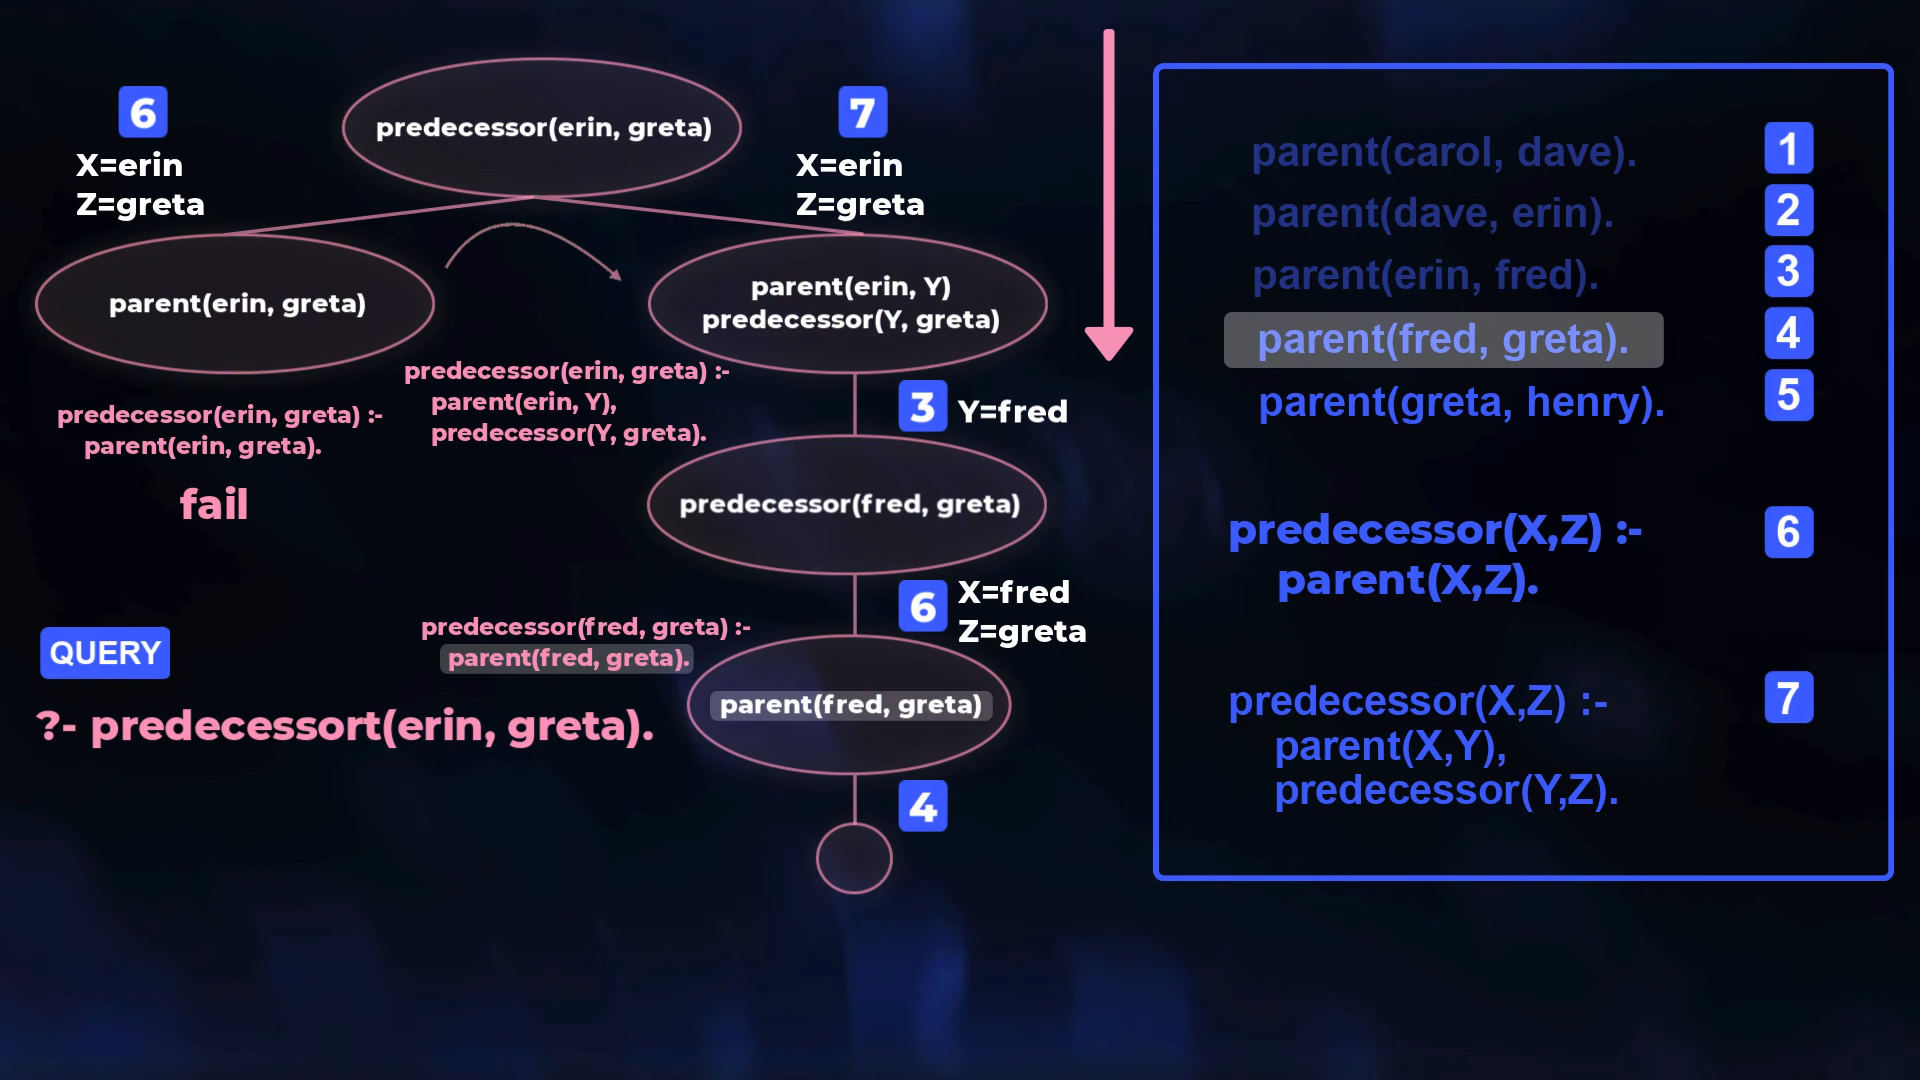 6
X=erin
Z=greta
predecessor(erin, greta)
7
X=erin
Z=greta
parent(erin, greta)
parent(erin, Y)
predecessor(Y, greta)
predecessor(erin, greta) :-
parent(erin, greta).
fail
predecessor(erin, greta) :-
parent(erin, Y),
predecessor(Y, greta).
3
Y=fred
predecessor(fred, greta)
6
X=fred
Z=greta
predecessor(fred, greta) :-
parent(fred, greta).
parent(fred, greta)
4
QUERY
?- predecessort(erin, greta).
parent(carol, dave).
1
parent(dave, erin).
2
parent(erin, fred).
3
parent(fred, greta).
4
parent(greta, henry).
5
predecessor(X,Z) :-
6
parent(X,Z).
predecessor(X,Z) :-
7
parent(X,Y),
predecessor(Y,Z).